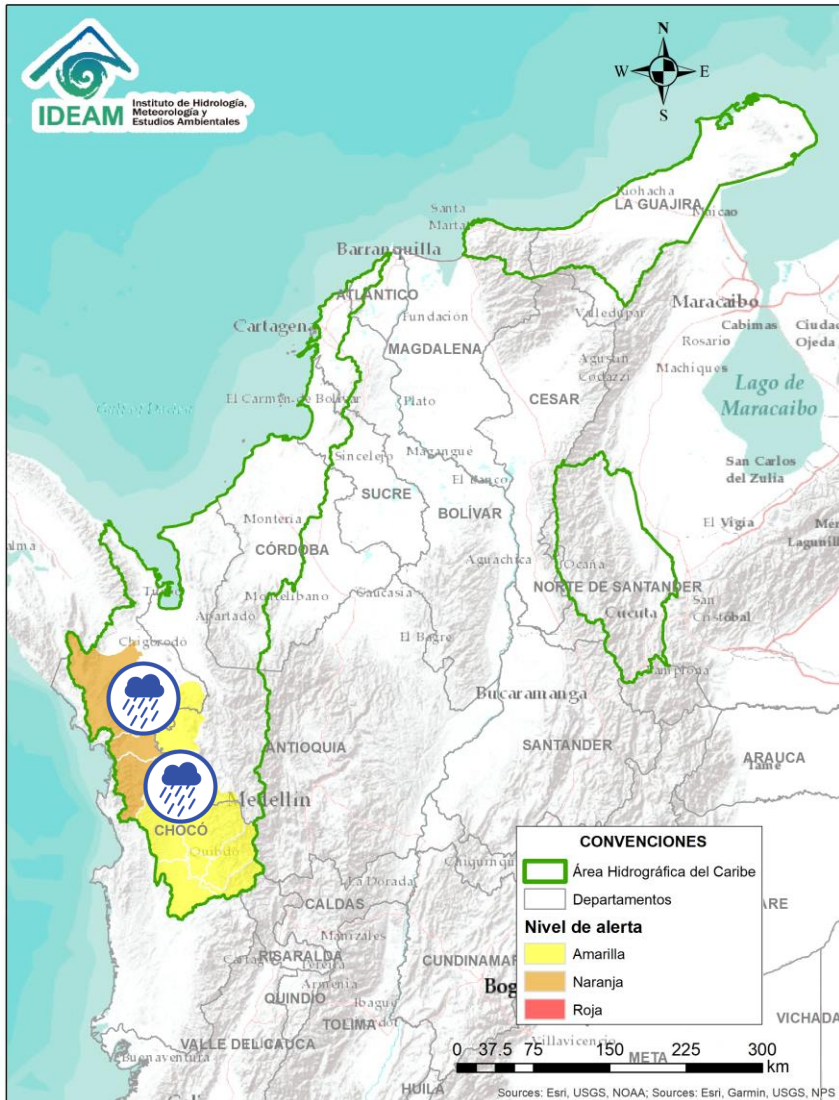 IDEAM
Instituto de Hidrología,
Meteorología y
Estudios Ambientales
N
W
E
S
Riohacha
LA GUAJIRA
Maicao
Santa
Marta
Barranquilla
ATLÁNTICO
Fundación
Cartagena
MAGDALENA
Valledupar
Maracaibo
Cabimas
Ciudad
Ojeda
Rosario
Machiques
Agustín
Codazzi
CESAR
Lago de
Maracaibo
El Carmen de Bolívar
Plato
Sincelejo
Magangué
SUCRE
El Banco
BOLÍVAR
San Carlos
del Zulia
El Vigía
Montería
CÓRDOBA
Aguachica
Ocaña
NORTE DE SANTANDER
Cúcuta
San
Cristóbal
Montelíbano
Caucasia
Apartadó
El Bagre
Chigorodó
Pamplona
Bucaramanga
ANTIOQUIA
SANTANDER
ARAUCA
Tame
Medellín
CHOCÓ
Quibdó
La Dorada
CALDAS
Manizales
RISARALDA
Pereira
Armenia
QUINDIO
Ibagué
TOLIMA
VALLE DEL CAUCA
Buenaventura
HUILA
Villavicencio
META
VICHADA
CONVENCIONES
Área Hidrográfica del Caribe
Departamentos
Nivel de alerta
Amarilla
Naranja
Roja
0 37.5 75 150 225 300
km
Sources: Esri, USGS, NOAA; Sources: Esri, Garmin, USGS, NPS